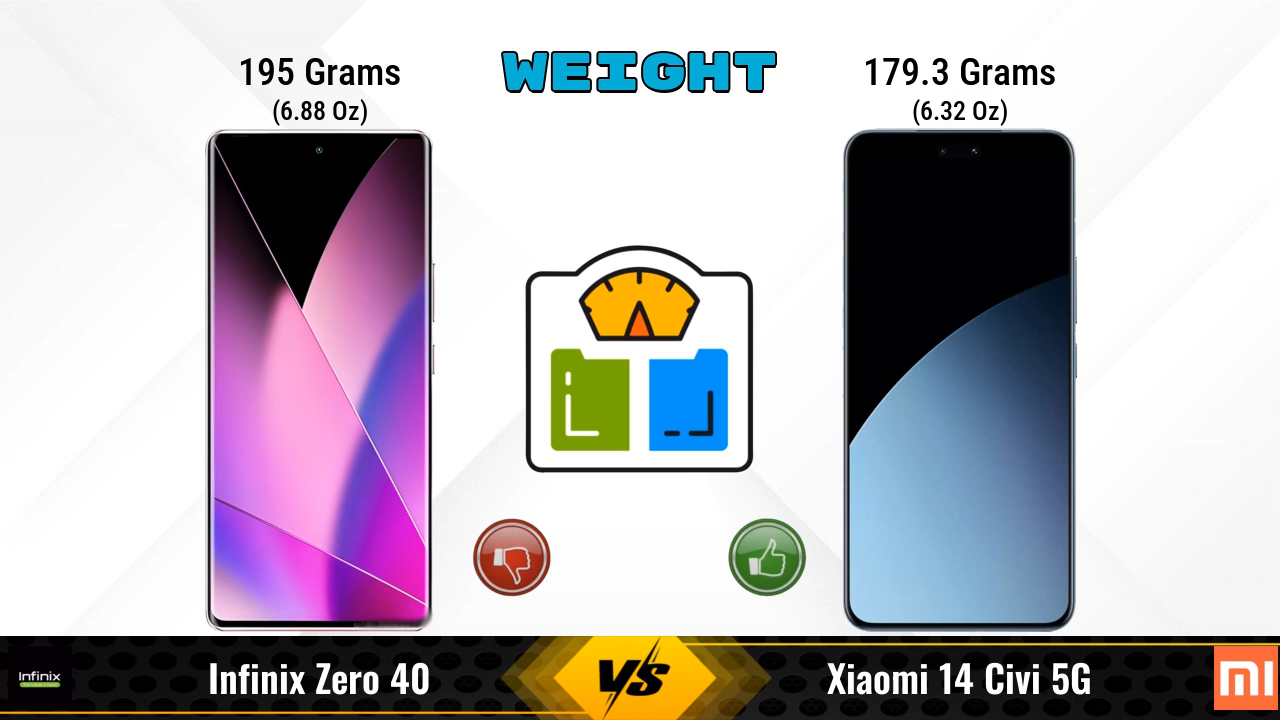 WEIGHT
195 Grams
(6.88 Oz)
179.3 Grams
(6.32 Oz)
Infinix
Infinix Zero 40
VS
Xiaomi 14 Civi 5G
MI